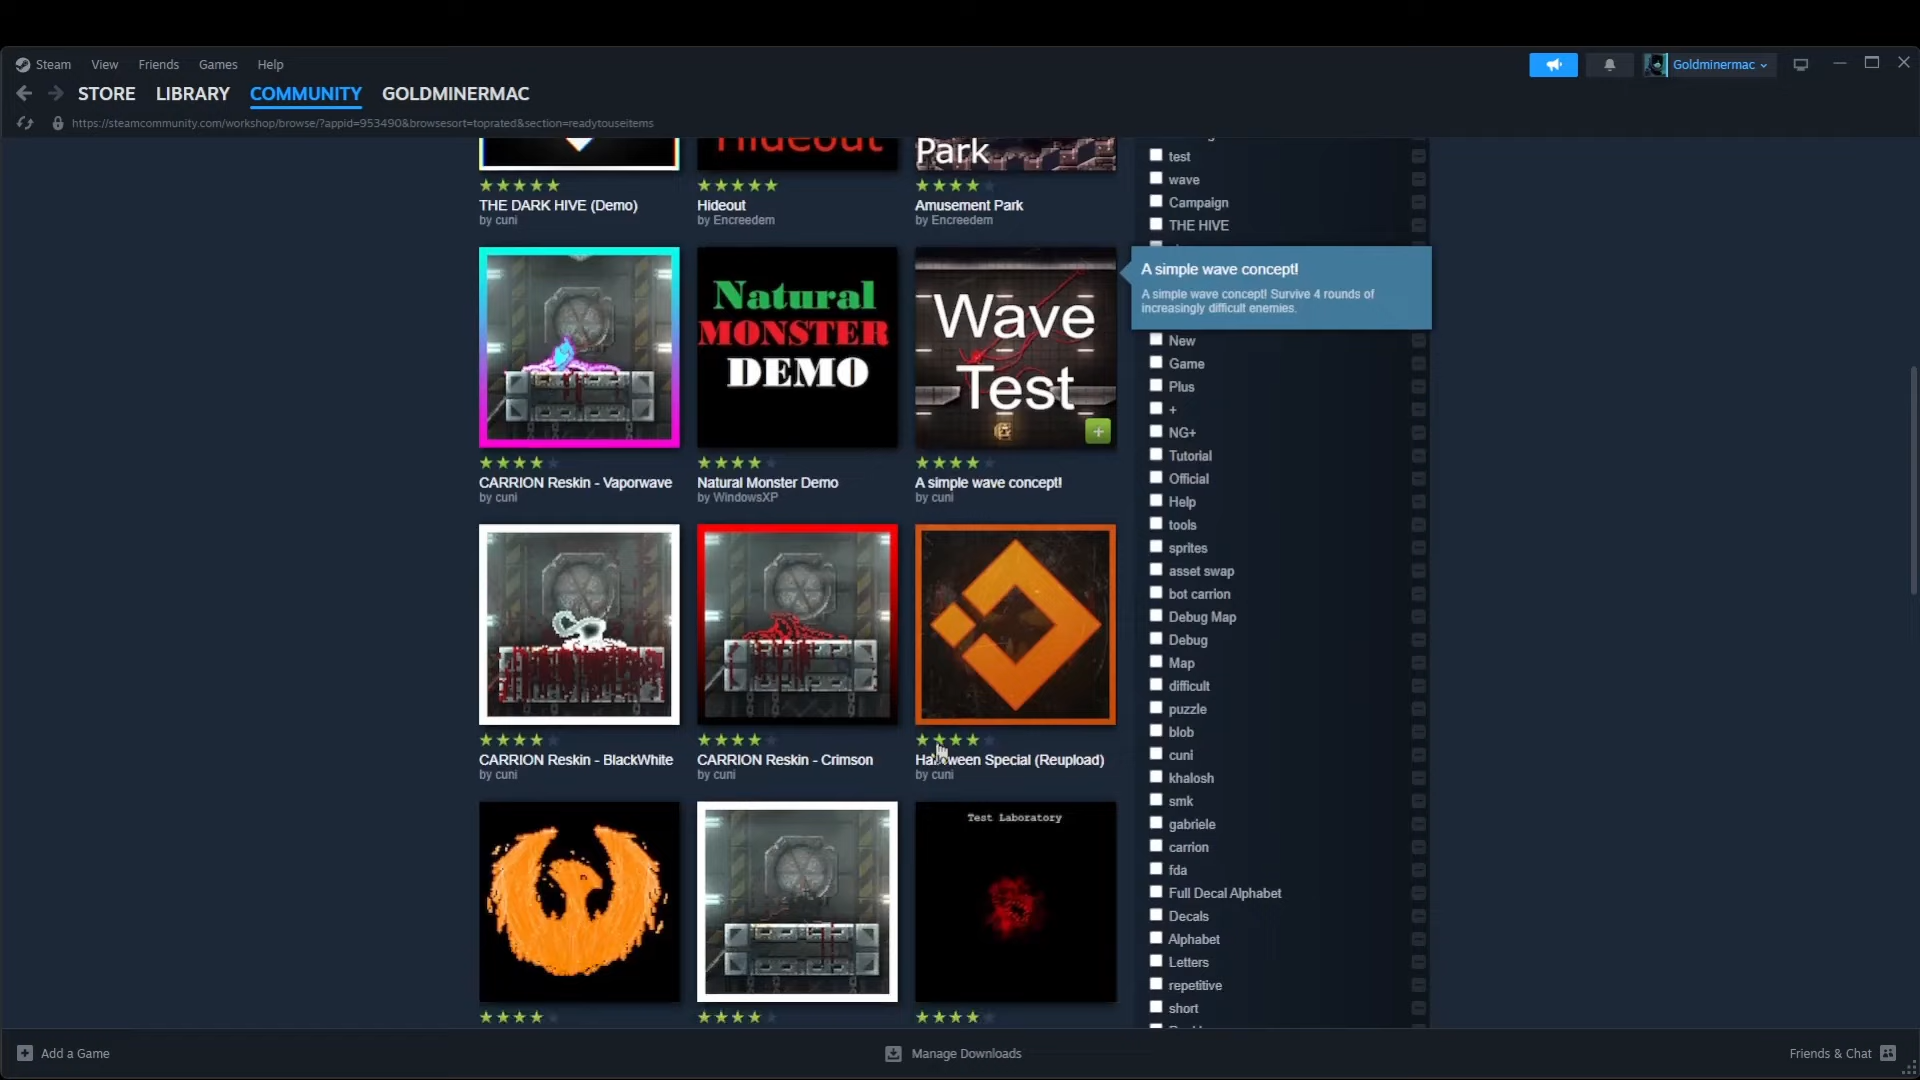 Steam View Friends Games Help
Goldminermac
STORE LIBRARY COMMUNITY GOLDMINERMAC
https://steamcommunity.com/workshop/browse/?appid=953490&browsesort=toprated&section=readytouseitems
Hideout
Park
THE DARK HIVE (Demo)
by cuni
Hideout
by Encreedem
Amusement Park
by Encreedem
Natural
MONSTER
DEMO
Wave
Test
CARRION Reskin - Vaporwave
by cuni
Natural Monster Demo
by WindowsXP
A simple wave concept!
by cuni
CARRION Reskin - BlackWhite
by cuni
CARRION Reskin - Crimson
by cuni
Halloween Special (Reupload)
by cuni
Test Laboratory
test
wave
Campaign
THE HIVE
A simple wave concept!
A simple wave concept! Survive 4 rounds of
increasingly difficult enemies.
New
Game
Plus
+
NG+
Tutorial
Official
Help
tools
sprites
asset swap
bot carrion
Debug Map
Debug
Map
difficult
puzzle
blob
cuni
khalosh
smk
gabriele
carrion
fda
Full Decal Alphabet
Decals
Alphabet
Letters
repetitive
short
Add a Game
Manage Downloads
Friends & Chat